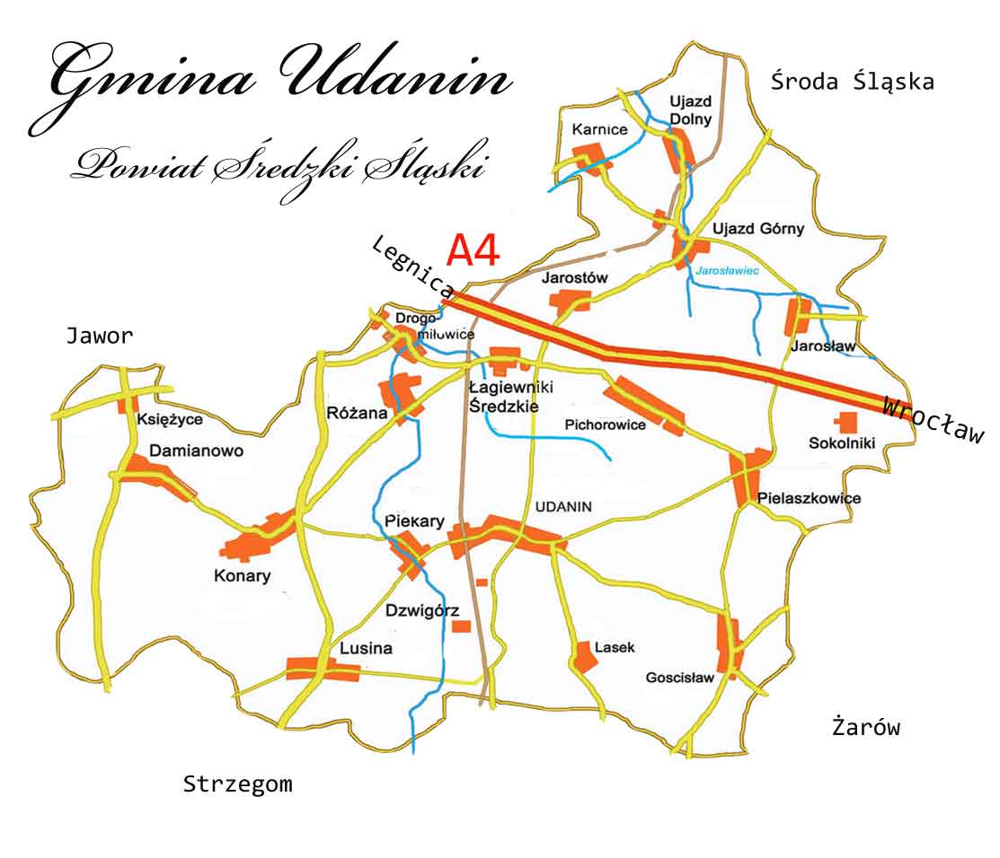 Gmina Udanin
Powiat Średzki Śląski
Środa Śląska
Ujazd
Dolny
Karnice
Ujazd Górny
A4
Legnica
Jarosławiec
Jarostów
Drogo-
miłowice
Jawor
Jarosław
Łagiewniki
Średzkie
Różana
Księżyce
Pichorowice
Wrocław
Sokolniki
Damianowo
Pielaszkowice
UDANIN
Piekary
Konary
Dzwigórz
Lusina
Lasek
Goscisław
Żarów
Strzegom